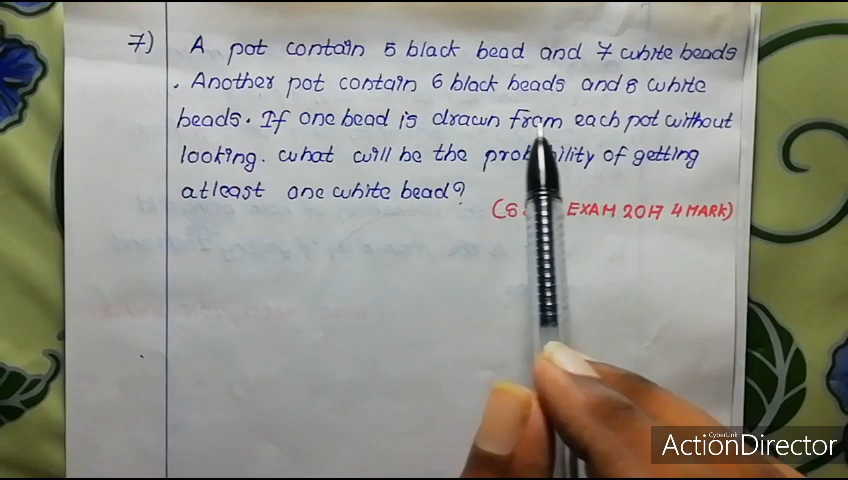 7) A pot contain 5 black bead and 7 white beads
. Another pot contain 6 black beads and 8 white
beads. If one bead is drawn from each pot without
looking. what will be the of getting
atleast one white bead?
EXAM 2017 4 MARK)
CyberLink
ActionDirector